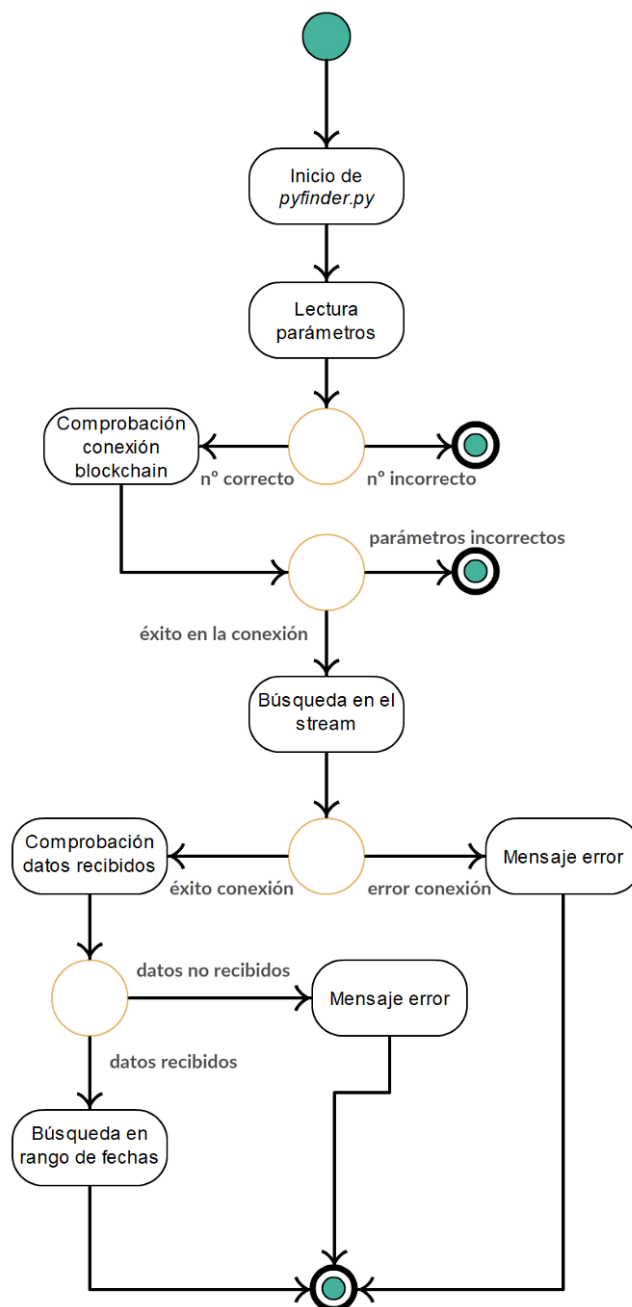 Inicio de
pyfinder.py
Lectura
parámetros
Comprobación
conexión
blockchain
nº correcto
nº incorrecto
parámetros incorrectos
éxito en la conexión
Búsqueda en el
stream
Comprobación
datos recibidos
éxito conexión
error conexión
Mensaje error
datos no recibidos
Mensaje error
datos recibidos
Búsqueda en
rango de fechas